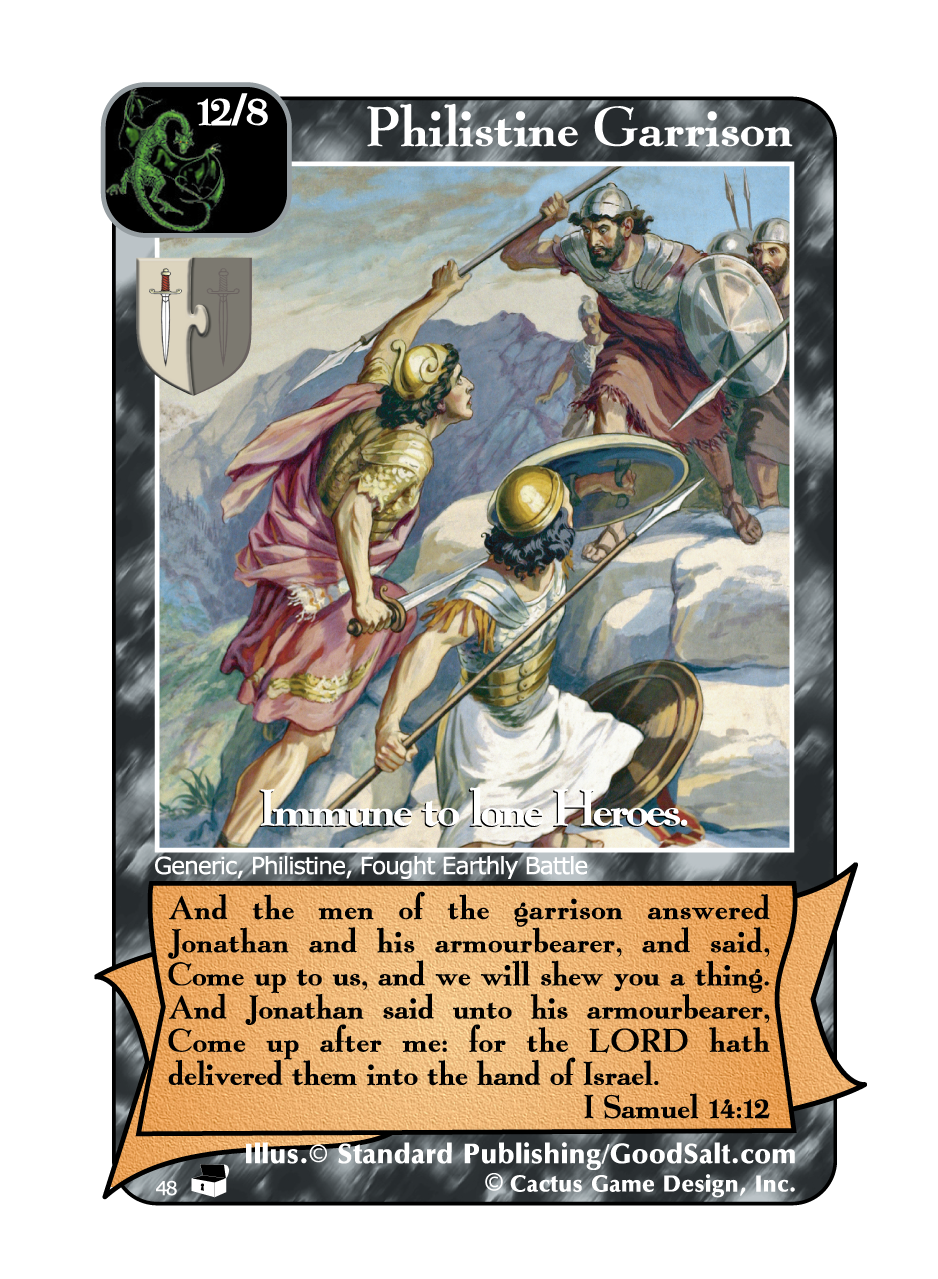 12/8
Philistine Garrison
Immune to lone Heroes.
Generic, Philistine, Fought Earthly Battle
And the men of the garrison answered
Jonathan and his armourbearer, and said,
Come up to us, and we will shew you a thing.
And Jonathan said unto his armourbearer,
Come up after me: for the LORD hath
delivered them into the hand of Israel.
I Samuel 14:12
Illus.© Standard Publishing/GoodSalt.com
48
© Cactus Game Design, Inc.